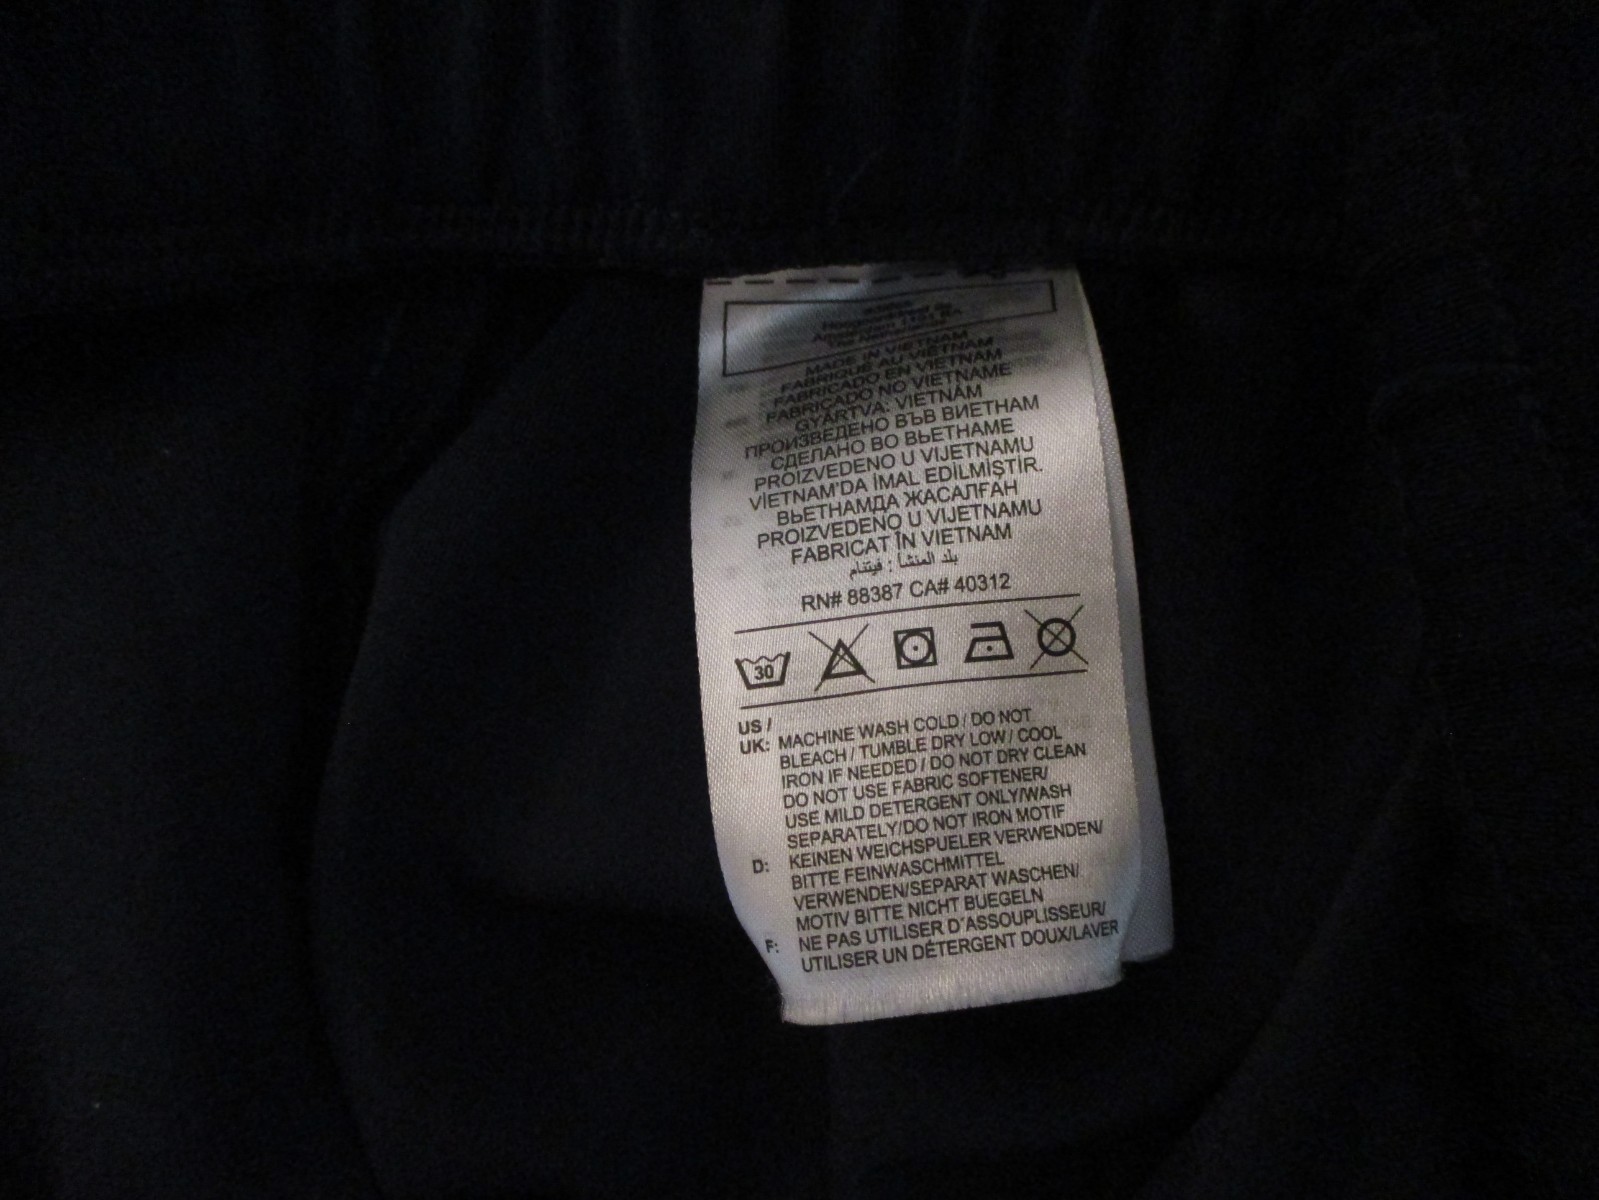 MADE IN VIETNAM
FABRIQUÉ AU VIETNAM
FABRICADO EN VIETNAM
FABRICADO NO VIETNAME
GYÁRTVA: VIETNÁM
ПРОИЗВЕДЕНО ВЪВ ВИЕТНАМ
СДЕЛАНО ВО ВЬЕТНАМЕ
PROIZVEDENO U VIJETNAMU
VİETNAM'DA İMAL EDİLMİŞTİR.
ВЬЕТНАМДА ЖАСАЛҒАН
PROIZVEDENO U VIJETNAMU
FABRICAT ÎN VIETNAM
بلد المنشأ : فيتنام
RN# 88387 CA# 40312
30
US /
UK: MACHINE WASH COLD / DO NOT
BLEACH / TUMBLE DRY LOW / COOL
IRON IF NEEDED / DO NOT DRY CLEAN
DO NOT USE FABRIC SOFTENER/
USE MILD DETERGENT ONLY/WASH
SEPARATELY/DO NOT IRON MOTIF
D: KEINEN WEICHSPUELER VERWENDEN/
BITTE FEINWASCHMITTEL
VERWENDEN/SEPARAT WASCHEN/
MOTIV BITTE NICHT BUEGELN
F: NE PAS UTILISER D´ASSOUPLISSEUR/
UTILISER UN DÉTERGENT DOUX/LAVER